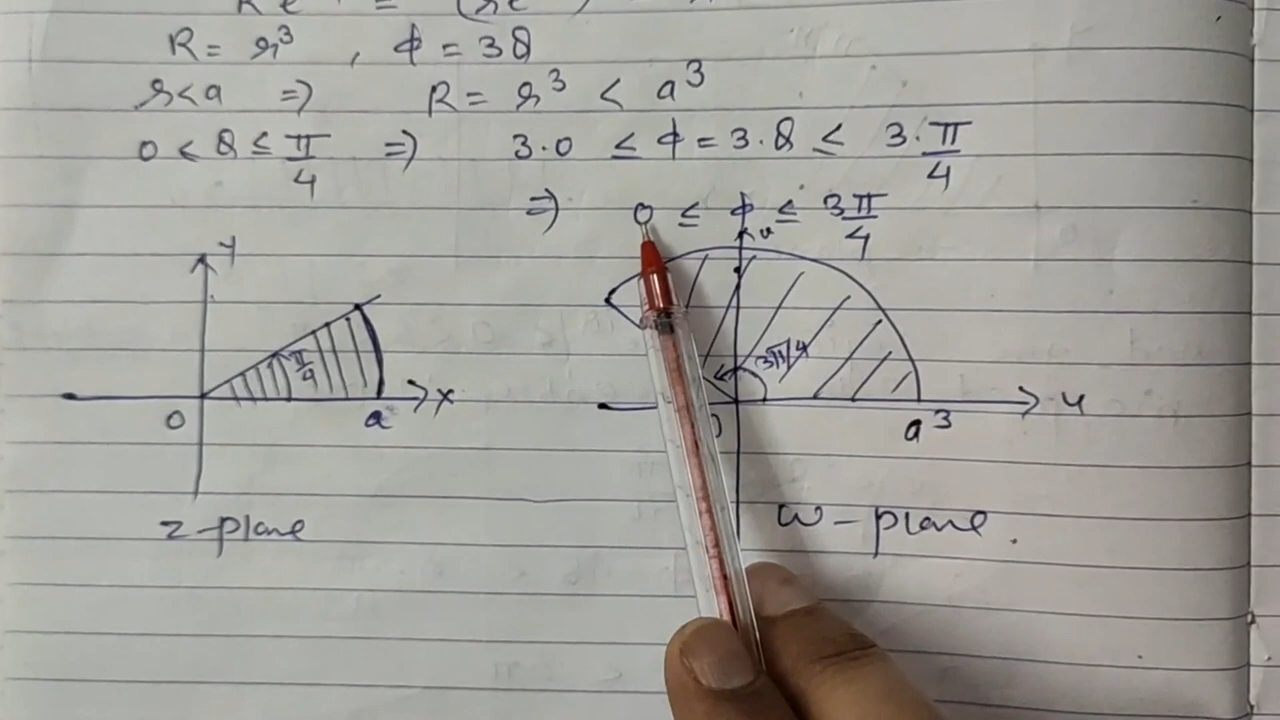 R = r³ , ϕ = 3θ
r < a ⇒ R = r³ < a³
0 < θ ≤ π/4 ⇒ 3·0 ≤ ϕ = 3·θ ≤ 3·π/4
⇒ 0 ≤ ϕ ≤ 3π/4
y
v
π/4
3π/4
0 a x
0 a³ u
z-plane
w-plane.